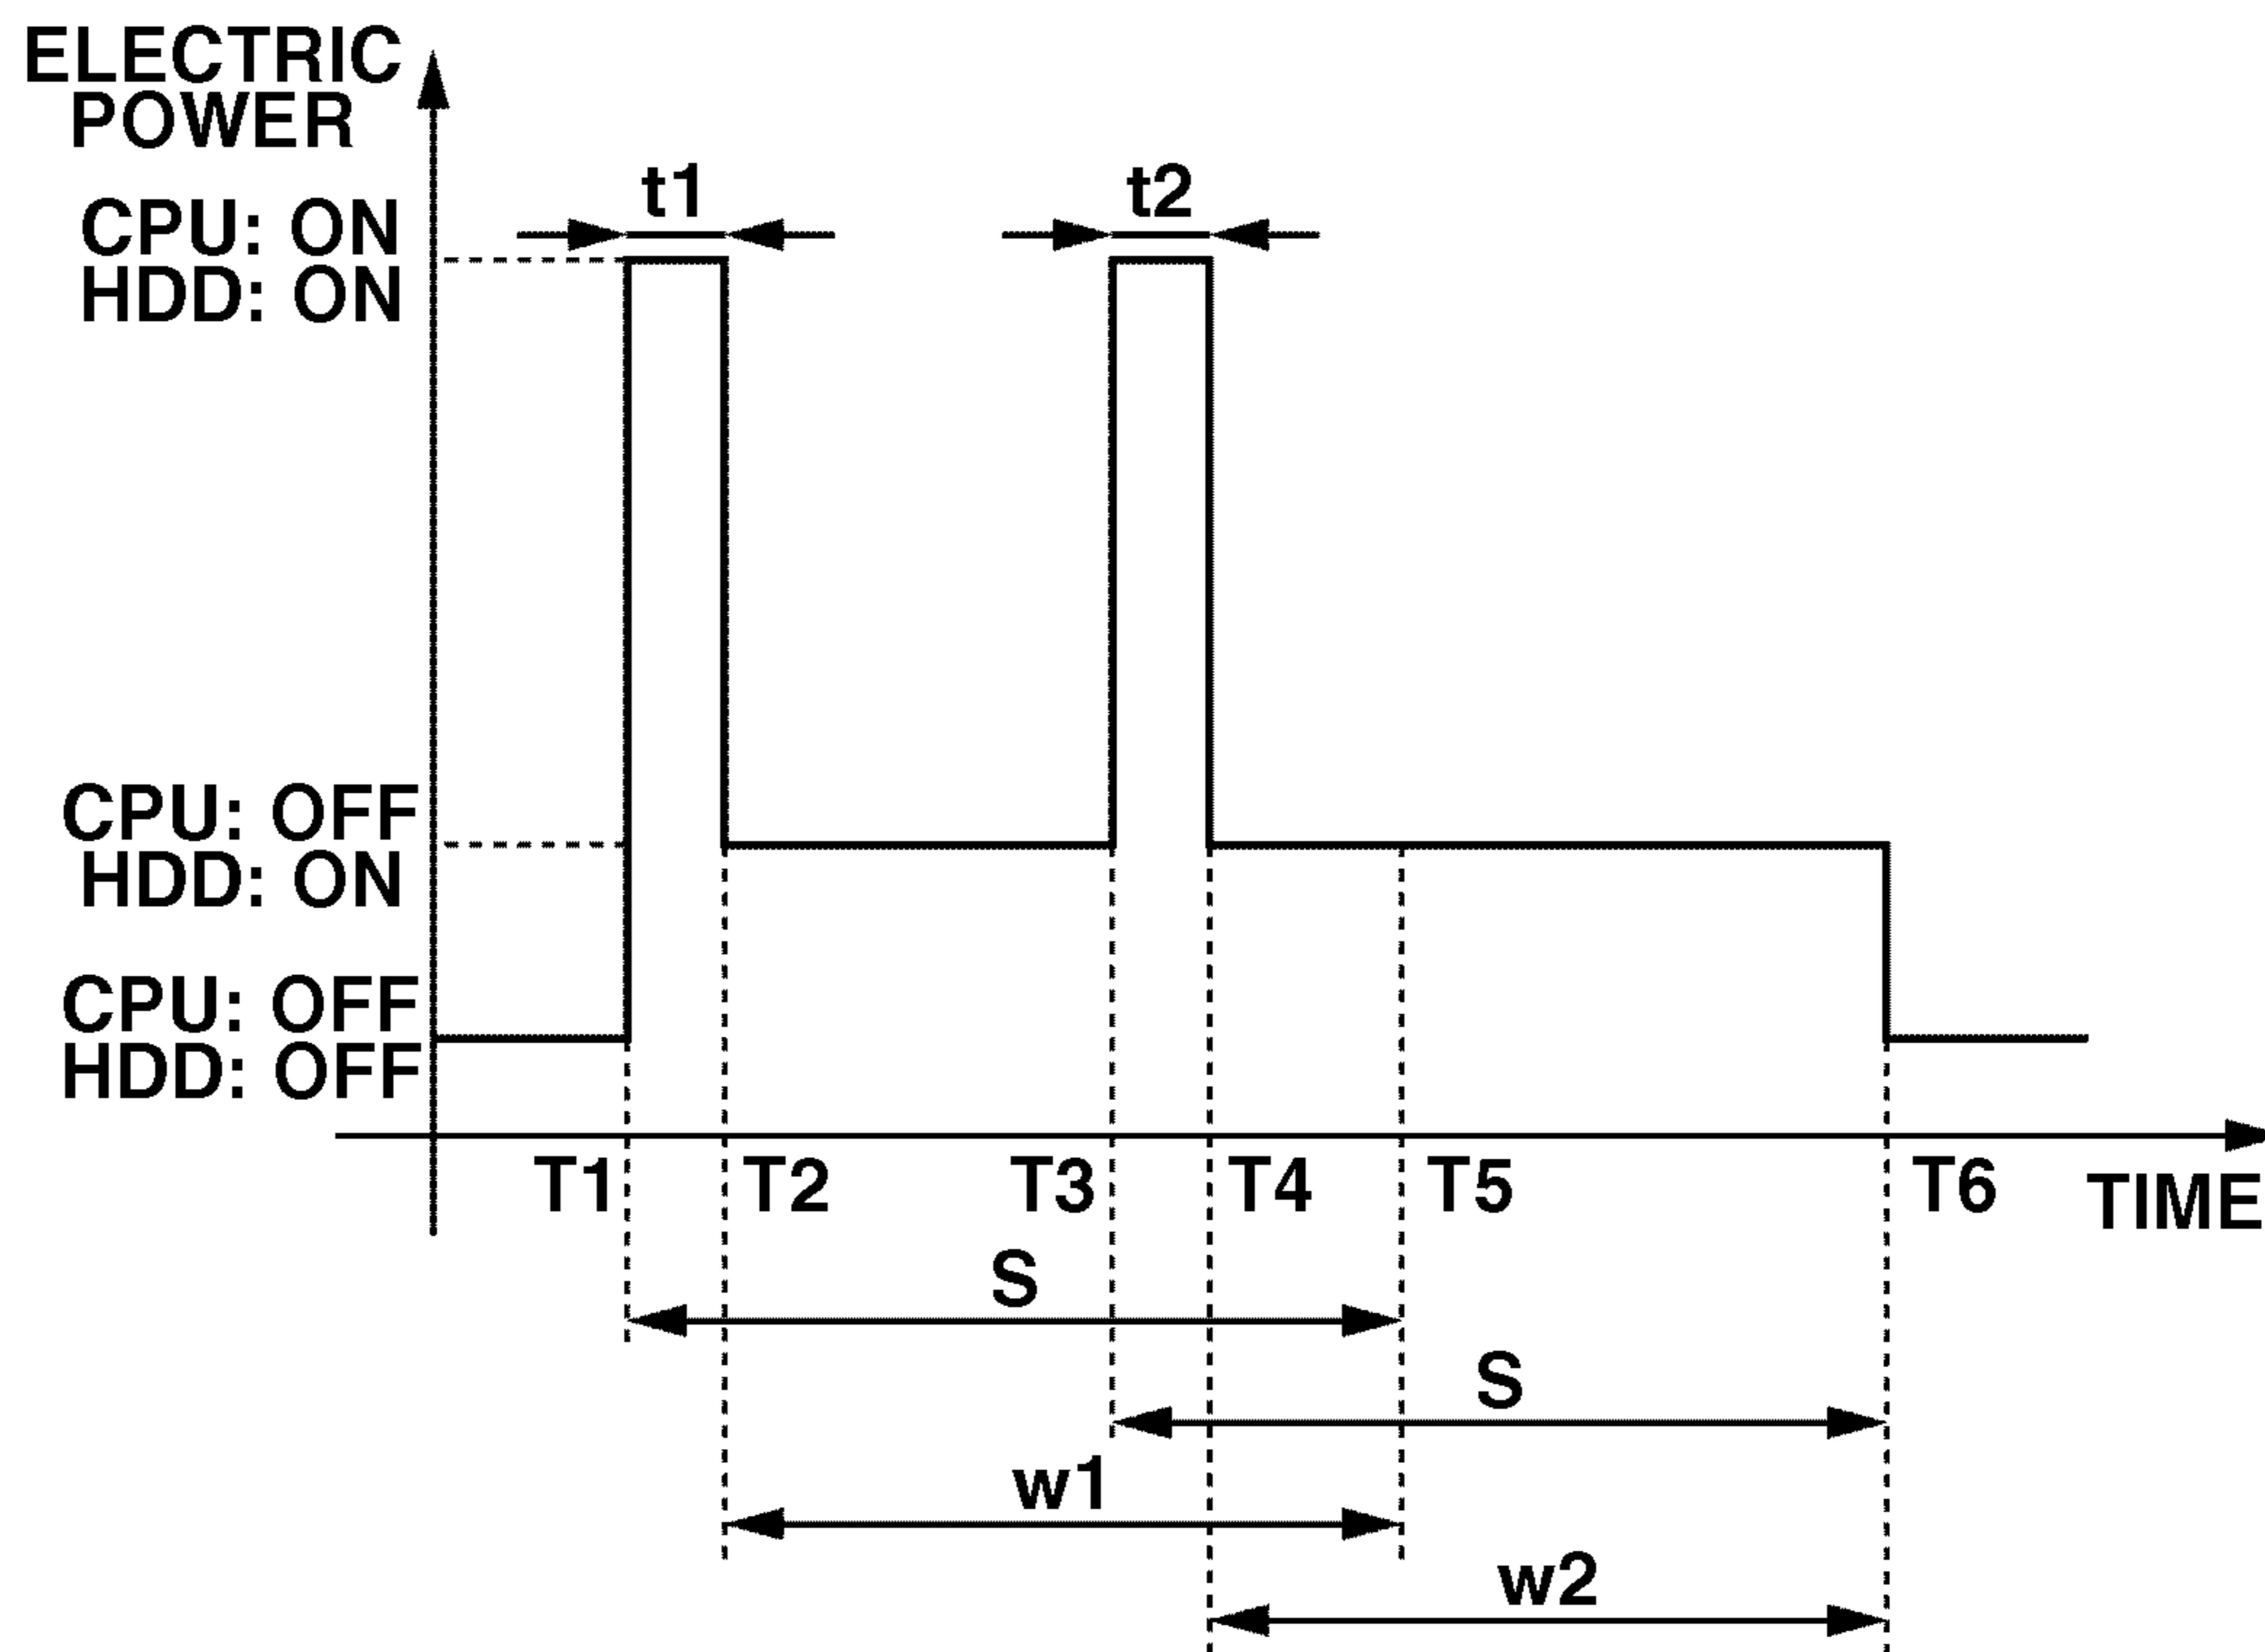 ELECTRIC
POWER
t1
t2
CPU: ON
HDD: ON
CPU: OFF
HDD: ON
CPU: OFF
HDD: OFF
T1
T2
T3
T4
T5
T6
TIME
S
S
w1
w2